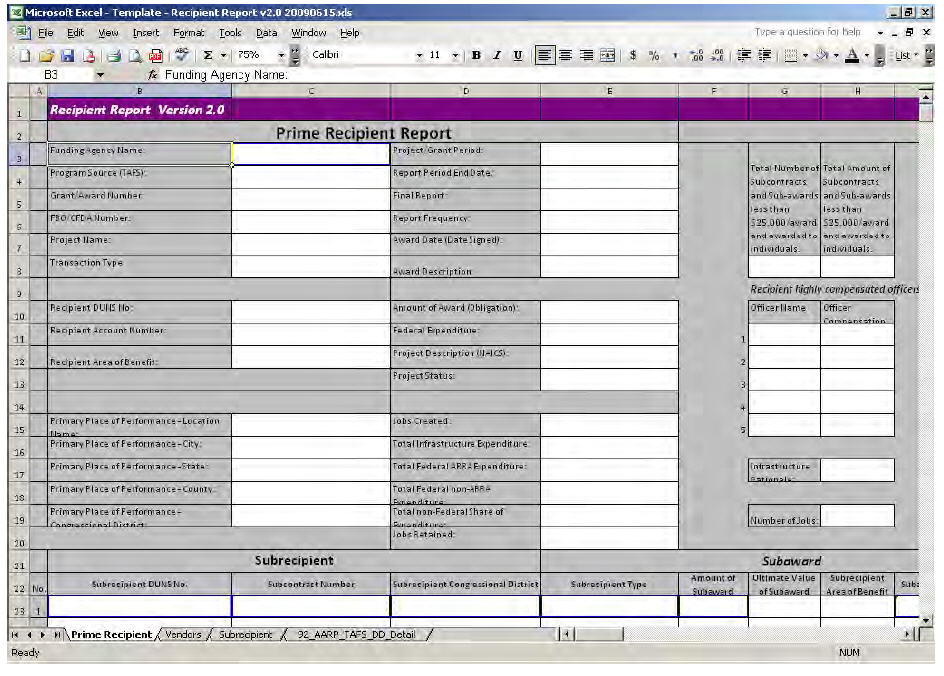 Microsoft Excel - Template - Recipient Report v2.0 20090615.xls
File Edit View Insert Format Tools Data Window Help
Type a question for help
75% Calibri 11 B I U $ % , List
B3 fx Funding Agency Name:
A B C D E F G H
1 Recipient Report Version 2.0
2 Prime Recipient Report
3 Funding Agency Name: Project/Grant Period:
4 Program Source (TAFS): Report Period End Date:
5 Grant/Award Number: Final Report:
6 FBO/CFDA Number: Report Frequency:
7 Project Name: Award Date (Date Signed):
8 Transaction Type Award Description
Total Number of Subcontracts and Sub-awards less than $25,000/award and awarded to individuals.
Total Amount of Subcontracts and Sub-awards less than $25,000/award and awarded to individuals.
9 Recipient highly compensated officers
10 Recipient DUNS No: Amount of Award (Obligation): Officer Name Officer Compensation
11 Recipient Account Number: Federal Expenditure: 1
12 Recipient Area of Benefit: Project Description (NAICS): 2
13 Project Status: 3
14 4
15 Primary Place of Performance - Location Name: Jobs Created: 5
16 Primary Place of Performance - City: Total Infrastructure Expenditure:
17 Primary Place of Performance - State: Total Federal ARRA Expenditure: Infrastructure Rationale:
18 Primary Place of Performance - County: Total Federal non-ARRA Expenditure:
19 Primary Place of Performance - Congressional District: Total non-Federal Share of Expenditure: Number of Jobs:
20 Jobs Retained:
21 Subrecipient Subaward
22 No. Subrecipient DUNS No. Subcontract Number Subrecipient Congressional District Subrecipient Type Amount of Subaward Ultimate Value of Subaward Subrecipient Area of Benefit Suba
23 1
Prime Recipient / Vendors / Subrecipient / 92_AARP_TAFS_DD_Detail /
Ready NUM